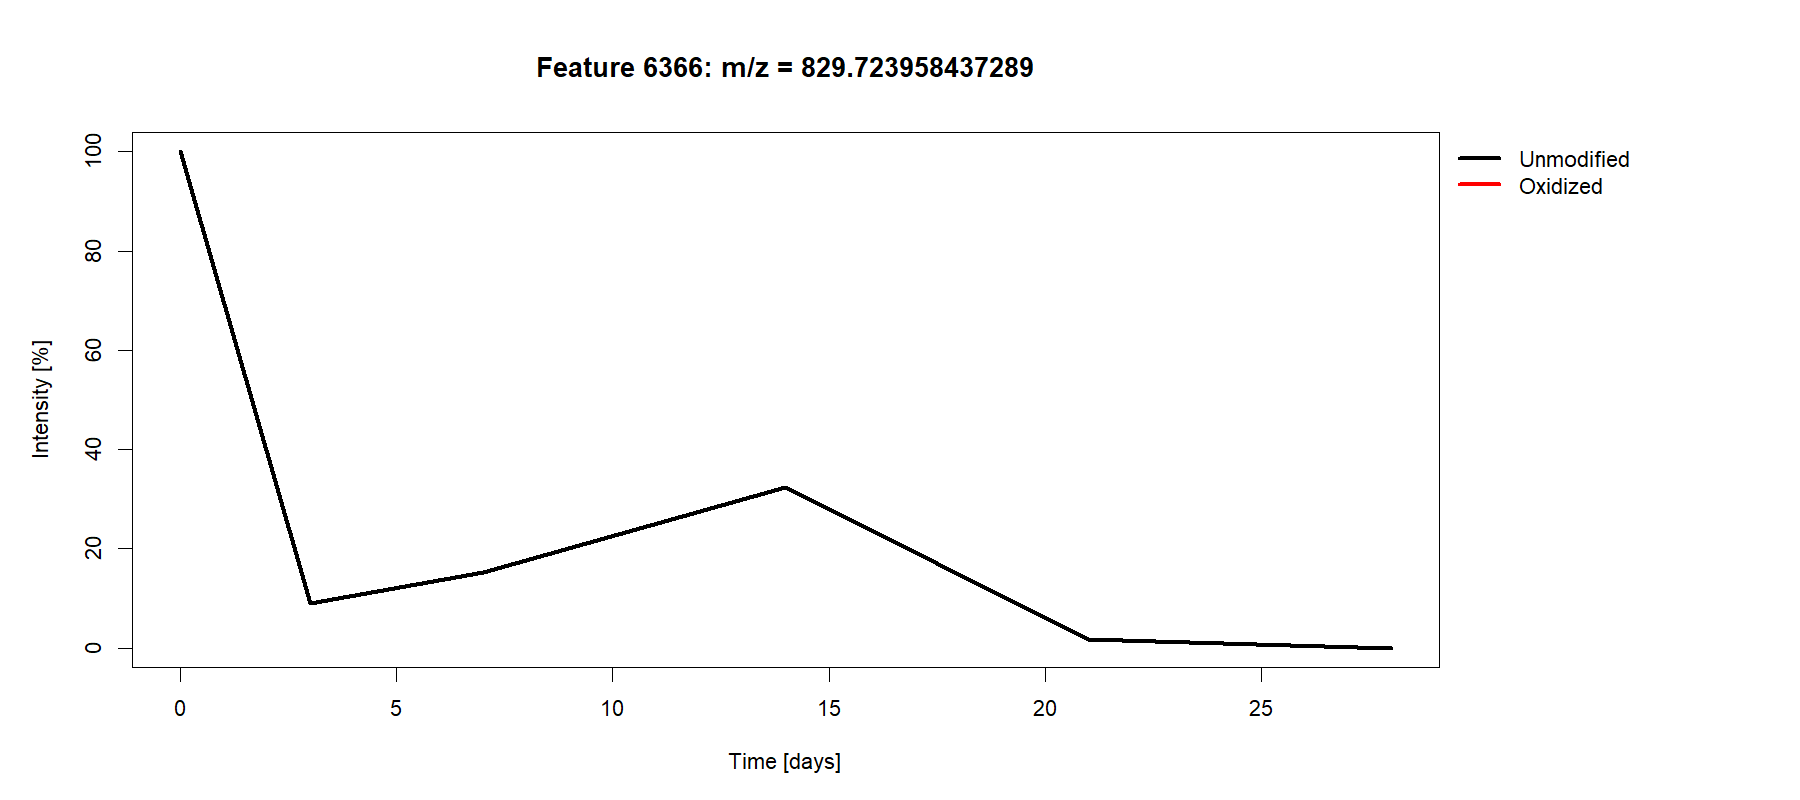 Feature 6366: m/z = 829.723958437289
Unmodified
Oxidized
Intensity [%]
100
80
60
40
20
0
0 5 10 15 20 25
Time [days]